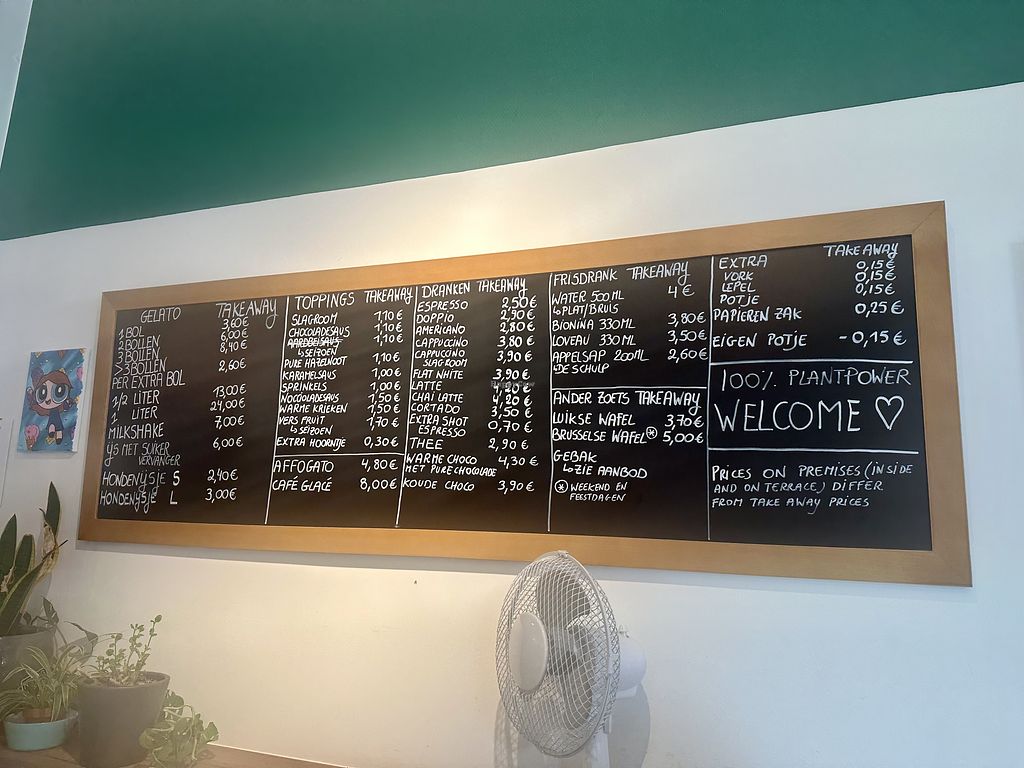 GELATO TAKEAWAY
1 BOL 3,60€
2 BOLLEN 6,00€
3 BOLLEN 8,40€
>3 BOLLEN
PER EXTRA BOL 2,60€
1/2 LITER 13,00€
1 LITER 24,00€
MILKSHAKE 7,00€
IJS MET SUIKER 6,00€
VERVANGER
HONDENIJSJE S 2,40€
HONDENIJSJE L 3,00€
TOPPINGS TAKEAWAY
SLAGROOM 1,10€
CHOCOLADESAUS 1,10€
AARDBEISAUS 1,10€
↳ SEIZOEN
PURE HAZELNOOT 1,10€
KARAMELSAUS 1,00€
SPRINKELS 1,00€
NOCCIOLADESAUS 1,50€
WARME KRIEKEN 1,50€
VERS FRUIT 1,70€
↳ SEIZOEN
EXTRA HOORNTJE 0,30€
AFFOGATO 4,80€
CAFÉ GLACÉ 8,00€
DRANKEN TAKEAWAY
ESPRESSO 2,50€
DOPPIO 2,90€
AMERICANO 2,80€
CAPPUCCINO 3,80€
CAPPUCCINO 3,90€
SLAGROOM
FLAT WHITE 3,90€
LATTE
CHAI LATTE 4,20€
CORTADO 3,50€
EXTRA SHOT 0,70€
ESPRESSO
THEE 2,90€
WARME CHOCO 4,30€
MET PURE CHOCOLADE
KOUDE CHOCO 3,90€
FRISDRANK TAKEAWAY
WATER 500ML 4€
↳ PLAT/BRUIS
BIONINA 330ML 3,80€
LOVEAU 330ML 3,50€
APPELSAP 200ML 2,60€
↳ DE SCHULP
ANDER ZOETS TAKEAWAY
LUIKSE WAFEL 3,70€
BRUSSELSE WAFEL* 5,00€
GEBAK
↳ ZIE AANBOD
* WEEKEND EN
FEESTDAGEN
TAKEAWAY
EXTRA
VORK 0,15€
LEPEL 0,15€
POTJE 0,15€
PAPIEREN ZAK 0,25€
EIGEN POTJE -0,15€
100% PLANTPOWER
WELCOME ♡
PRICES ON PREMISES (INSIDE
AND ON TERRACE) DIFFER
FROM TAKE AWAY PRICES